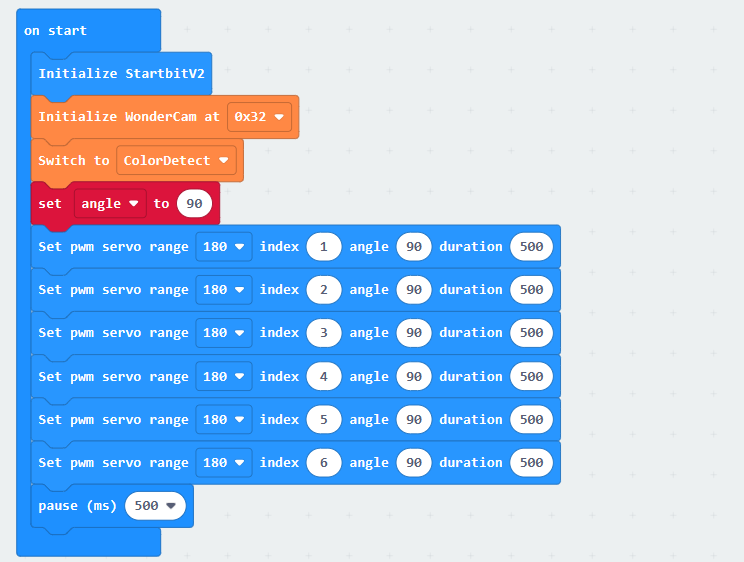 on start
Initialize StartbitV2
Initialize WonderCam at 0x32
Switch to ColorDetect
set angle to 90
Set pwm servo range 180 index 1 angle 90 duration 500
Set pwm servo range 180 index 2 angle 90 duration 500
Set pwm servo range 180 index 3 angle 90 duration 500
Set pwm servo range 180 index 4 angle 90 duration 500
Set pwm servo range 180 index 5 angle 90 duration 500
Set pwm servo range 180 index 6 angle 90 duration 500
pause (ms) 500